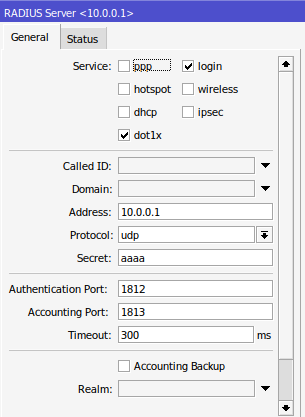 RADIUS Server <10.0.0.1>
General Status
Service: ppp login
hotspot wireless
dhcp ipsec
dot1x
Called ID:
Domain:
Address: 10.0.0.1
Protocol: udp
Secret: aaaa
Authentication Port: 1812
Accounting Port: 1813
Timeout: 300 ms
Accounting Backup
Realm: